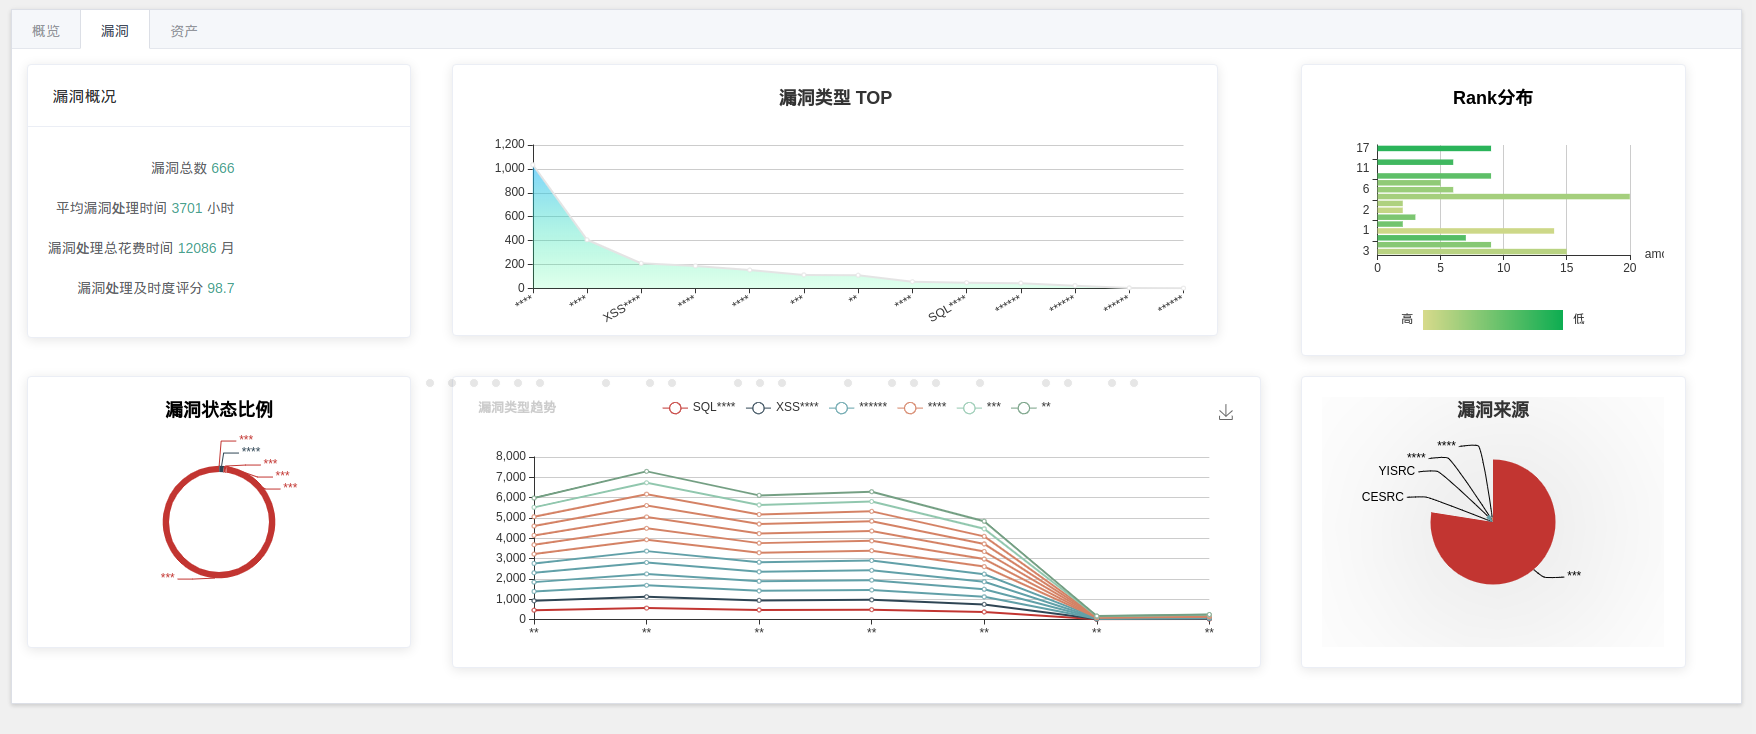 概览 漏洞 资产
漏洞概况
漏洞总数 666
平均漏洞处理时间 3701 小时
漏洞处理总花费时间 12086 月
漏洞处理及时度评分 98.7
漏洞类型 TOP
1,200
1,000
800
600
400
200
0
**** **** XSS**** **** **** *** ** **** SQL**** ****** ****** ****** ******
Rank分布
17
11
6
2
1
3
0 5 10 15 20
amo
高 低
漏洞状态比例
***
****
***
***
***
***
漏洞类型趋势
SQL**** XSS**** ****** **** *** **
8,000
7,000
6,000
5,000
4,000
3,000
2,000
1,000
0
** ** ** ** ** ** **
漏洞来源
****
****
YISRC
CESRC
***